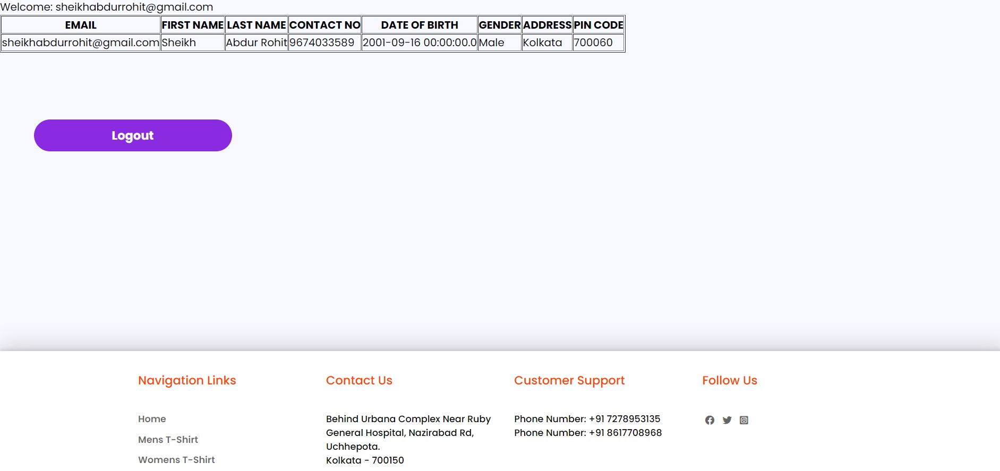 Welcome: sheikhabdurrohit@gmail.com
EMAIL FIRST NAME LAST NAME CONTACT NO DATE OF BIRTH GENDER ADDRESS PIN CODE
sheikhabdurrohit@gmail.com Sheikh Abdur Rohit 9674033589 2001-09-16 00:00:00.0 Male Kolkata 700060
Logout
Navigation Links
Home
Mens T-Shirt
Womens T-Shirt
Contact Us
Behind Urbana Complex Near Ruby
General Hospital, Nazirabad Rd,
Uchhepota.
Kolkata - 700150
Customer Support
Phone Number: +91 7278953135
Phone Number: +91 8617708968
Follow Us